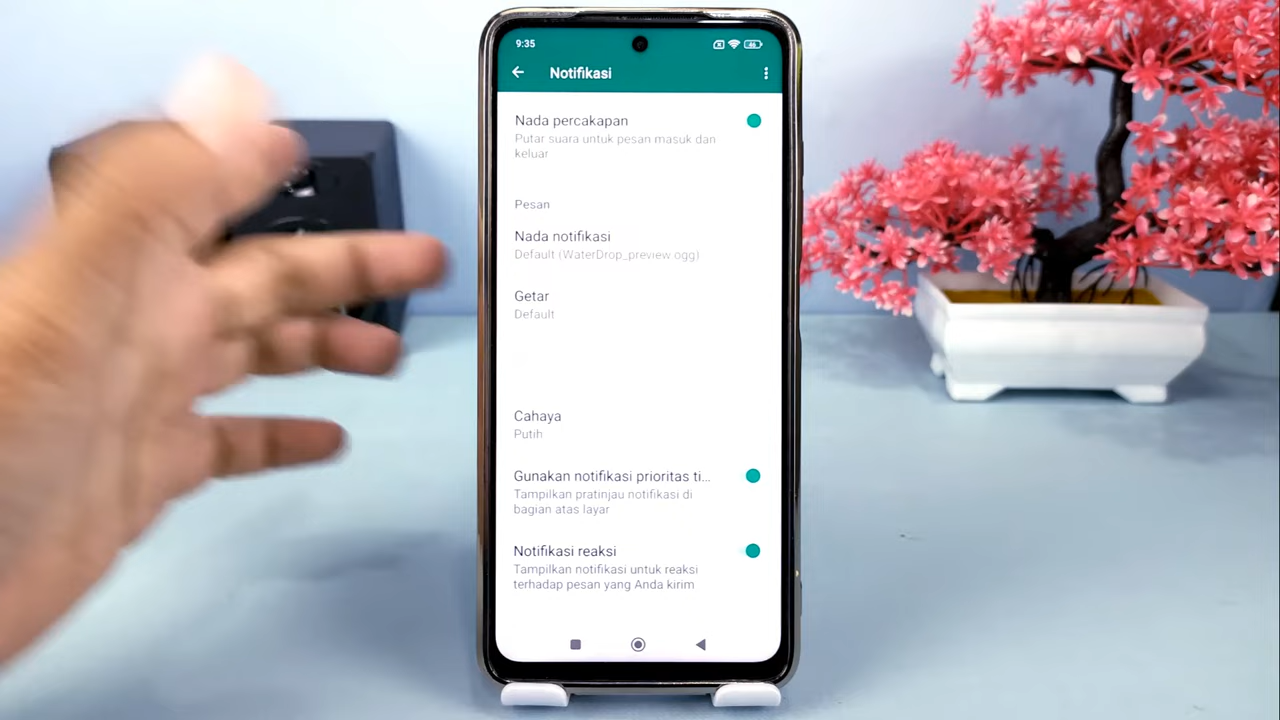 9:35
46
Notifikasi
Nada percakapan
Putar suara untuk pesan masuk dan
keluar
Pesan
Nada notifikasi
Default (WaterDrop_preview ogg)
Getar
Default
Cahaya
Putih
Gunakan notifikasi prioritas ti...
Tampilkan pratinjau notifikasi di
bagian atas layar
Notifikasi reaksi
Tampilkan notifikasi untuk reaksi
terhadap pesan yang Anda kirim